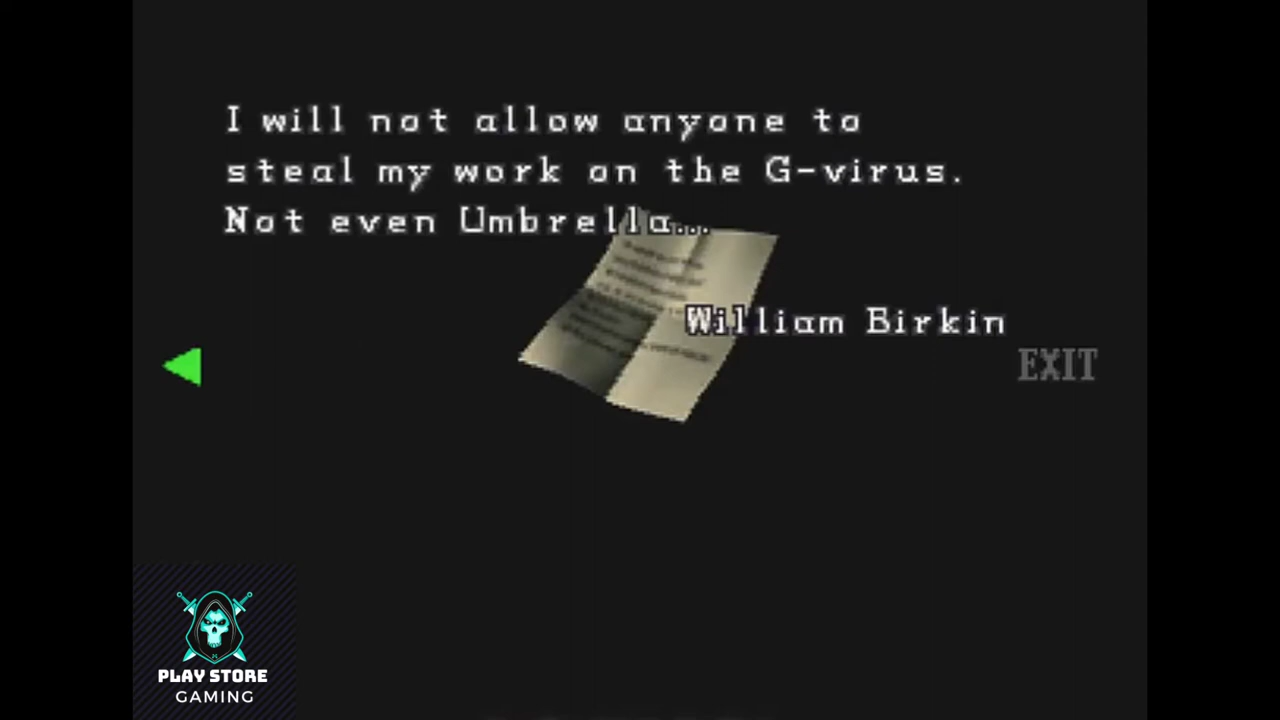 I will not allow anyone to
steal my work on the G-virus.
Not even Umbrella...
William Birkin
EXIT
PLAY STORE
GAMING